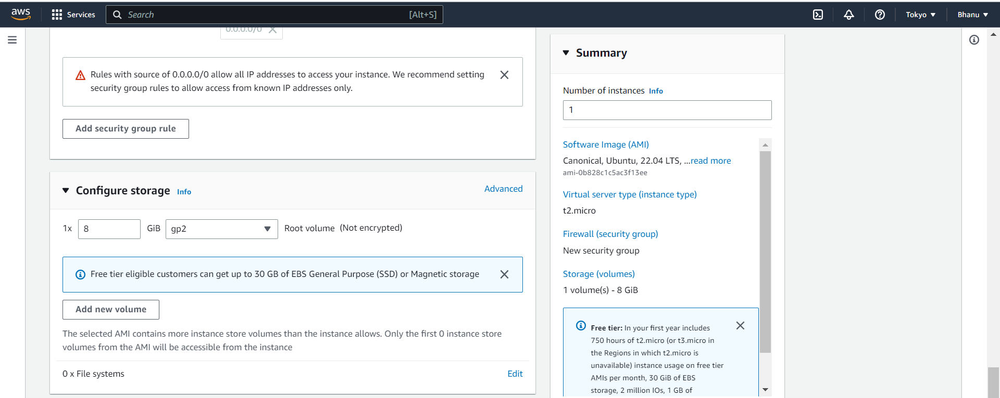 aws
Services
Search
[Alt+S]
Tokyo
Bhanu
0.0.0.0/0
Rules with source of 0.0.0.0/0 allow all IP addresses to access your instance. We recommend setting
security group rules to allow access from known IP addresses only.
Add security group rule
Configure storage Info
Advanced
1x 8 GiB gp2 Root volume (Not encrypted)
Free tier eligible customers can get up to 30 GB of EBS General Purpose (SSD) or Magnetic storage
Add new volume
The selected AMI contains more instance store volumes than the instance allows. Only the first 0 instance store
volumes from the AMI will be accessible from the instance
0 x File systems
Edit
Summary
Number of instances Info
1
Software Image (AMI)
Canonical, Ubuntu, 22.04 LTS, ...read more
ami-0b828c1c5ac3f13ee
Virtual server type (instance type)
t2.micro
Firewall (security group)
New security group
Storage (volumes)
1 volume(s) - 8 GiB
Free tier: In your first year includes
750 hours of t2.micro (or t3.micro in
the Regions in which t2.micro is
unavailable) instance usage on free tier
AMIs per month, 30 GiB of EBS
storage, 2 million IOs, 1 GB of